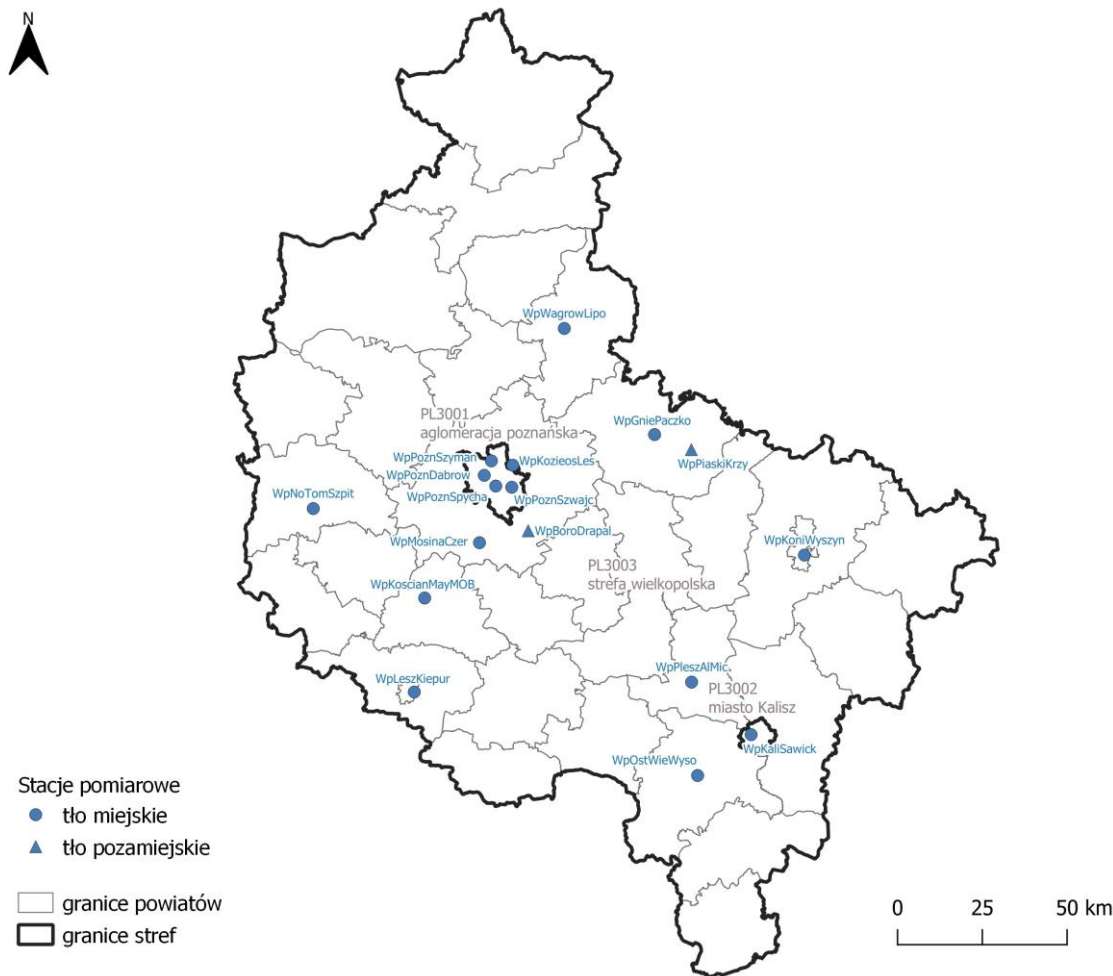 N
WpWagrowLipo
PL3001
aglomeracja poznańska
WpGniePaczko
WpPoznSzyman
WpKozieosLes
WpPiaskiKrzy
WpPoznDabrow
WpNoTomSzpit
WpPoznSpycha
WpPoznSzwajc
WpBoroDrapal
WpMosinaCzer
WpKoniWyszyn
PL3003
strefa wielkopolska
WpKoscianMayMOB
WpPleszAlMic
WpLeszKiepur
PL3002
miasto Kalisz
WpKaliSawick
WpOstWieWyso
Stacje pomiarowe
tło miejskie
tło pozamiejskie
granice powiatów
granice stref
0 25 50 km